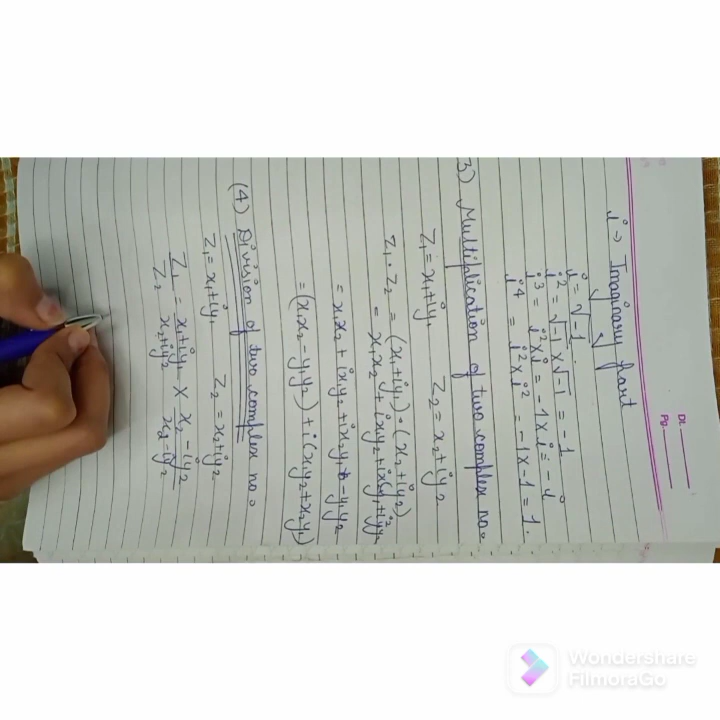 Dt.
Pg.
i → Imaginary part
i = √-1.
i² = √-1 × √-1 = -1
i³ = i² × i = -1 × i = -i
i⁴ = i² × i² = -1 × -1 = 1.
3) Multiplication of two complex no.
Z₁ = x₁+iy₁ Z₂ = x₂+iy₂
Z₁ · Z₂ = (x₁+iy₁) · (x₂+iy₂)
= x₁x₂ + ix₁y₂ + ix₂y₁ + i²y₁y₂
= x₁x₂ + ix₁y₂ + ix₂y₁ - y₁y₂
= (x₁x₂ - y₁y₂) + i(x₁y₂ + x₂y₁)
(4) Division of two complex no.
Z₁ = x₁+iy₁ Z₂ = x₂+iy₂
Z₁/Z₂ = x₁+iy₁/x₂+iy₂ × x₂-iy₂/x₂-iy₂
Wondershare
FilmoraGo